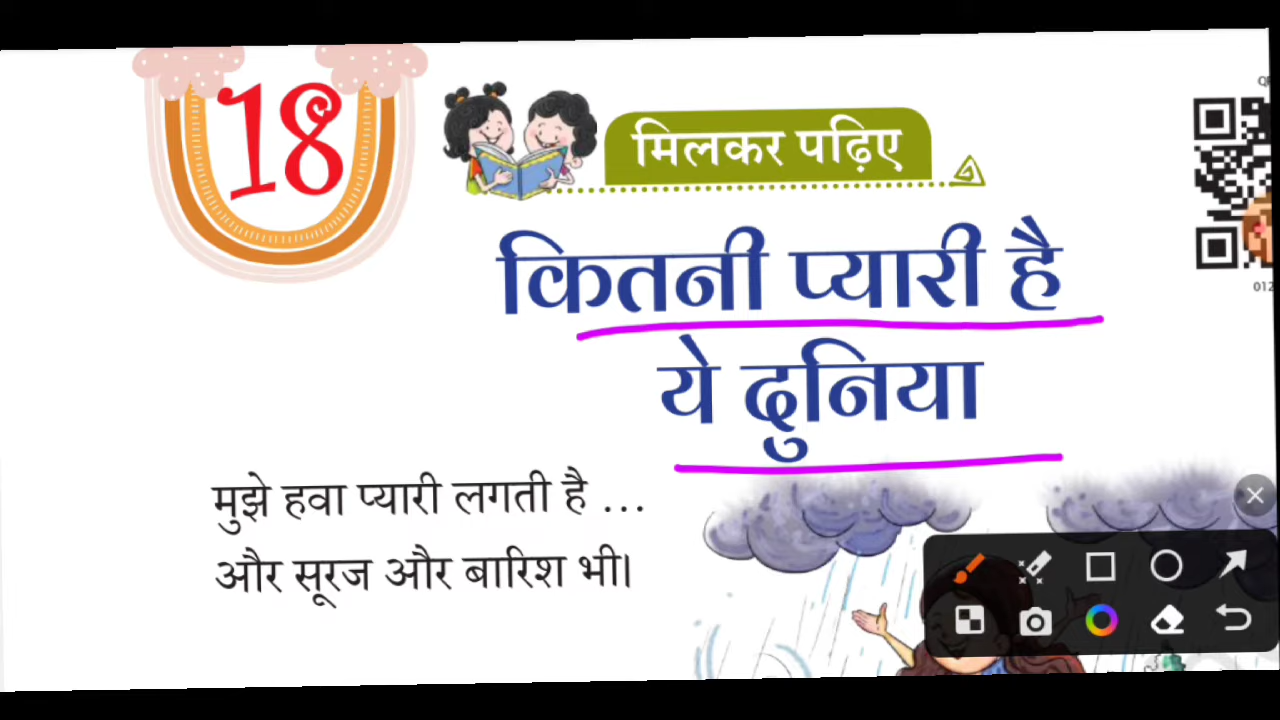 18
मिलकर पढ़िए
कितनी प्यारी है
ये दुनिया
मुझे हवा प्यारी लगती है ...
और सूरज और बारिश भी।